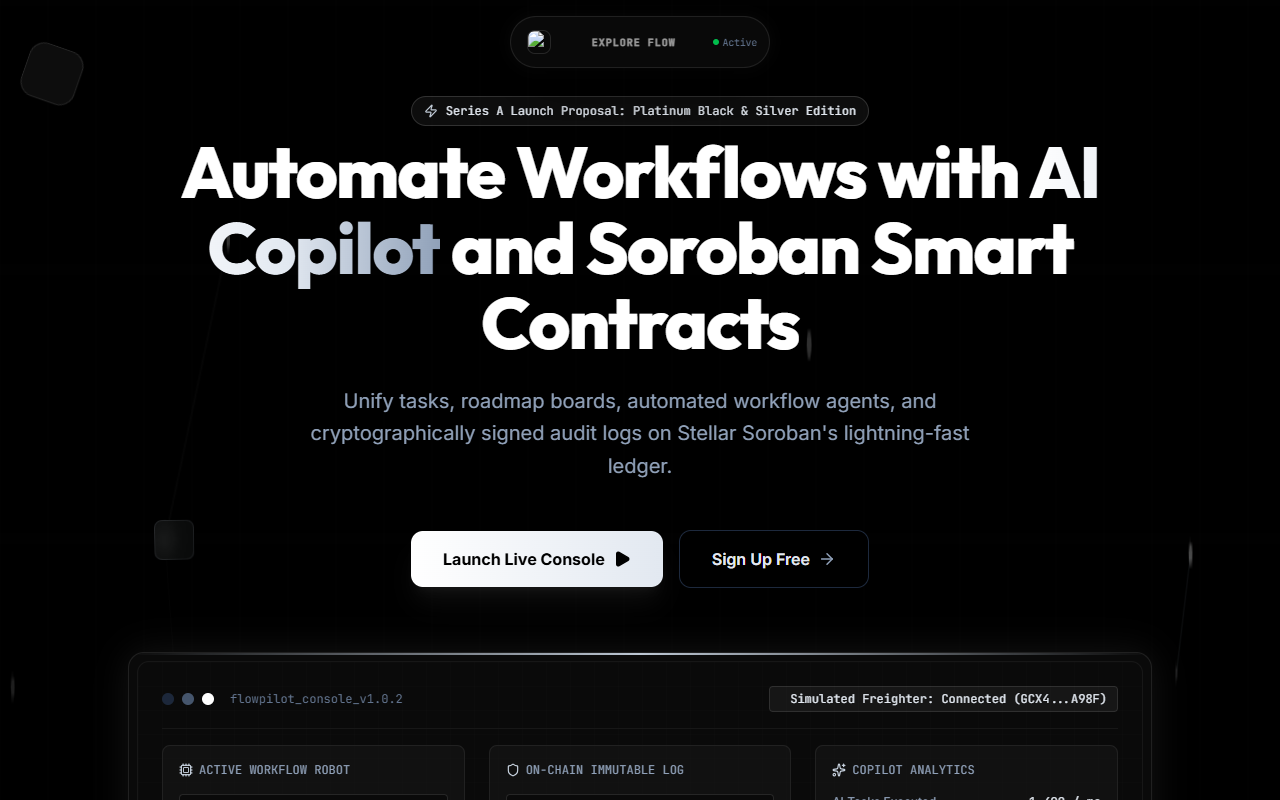 EXPLORE FLOW
Active
Series A Launch Proposal: Platinum Black & Silver Edition
Automate Workflows with AI
Copilot and Soroban Smart
Contracts
Unify tasks, roadmap boards, automated workflow agents, and
cryptographically signed audit logs on Stellar Soroban's lightning-fast
ledger.
Launch Live Console
Sign Up Free
flowpilot_console_v1.0.2
Simulated Freighter: Connected (GCX4...A98F)
ACTIVE WORKFLOW ROBOT
ON-CHAIN IMMUTABLE LOG
COPILOT ANALYTICS
AI Tasks Executed